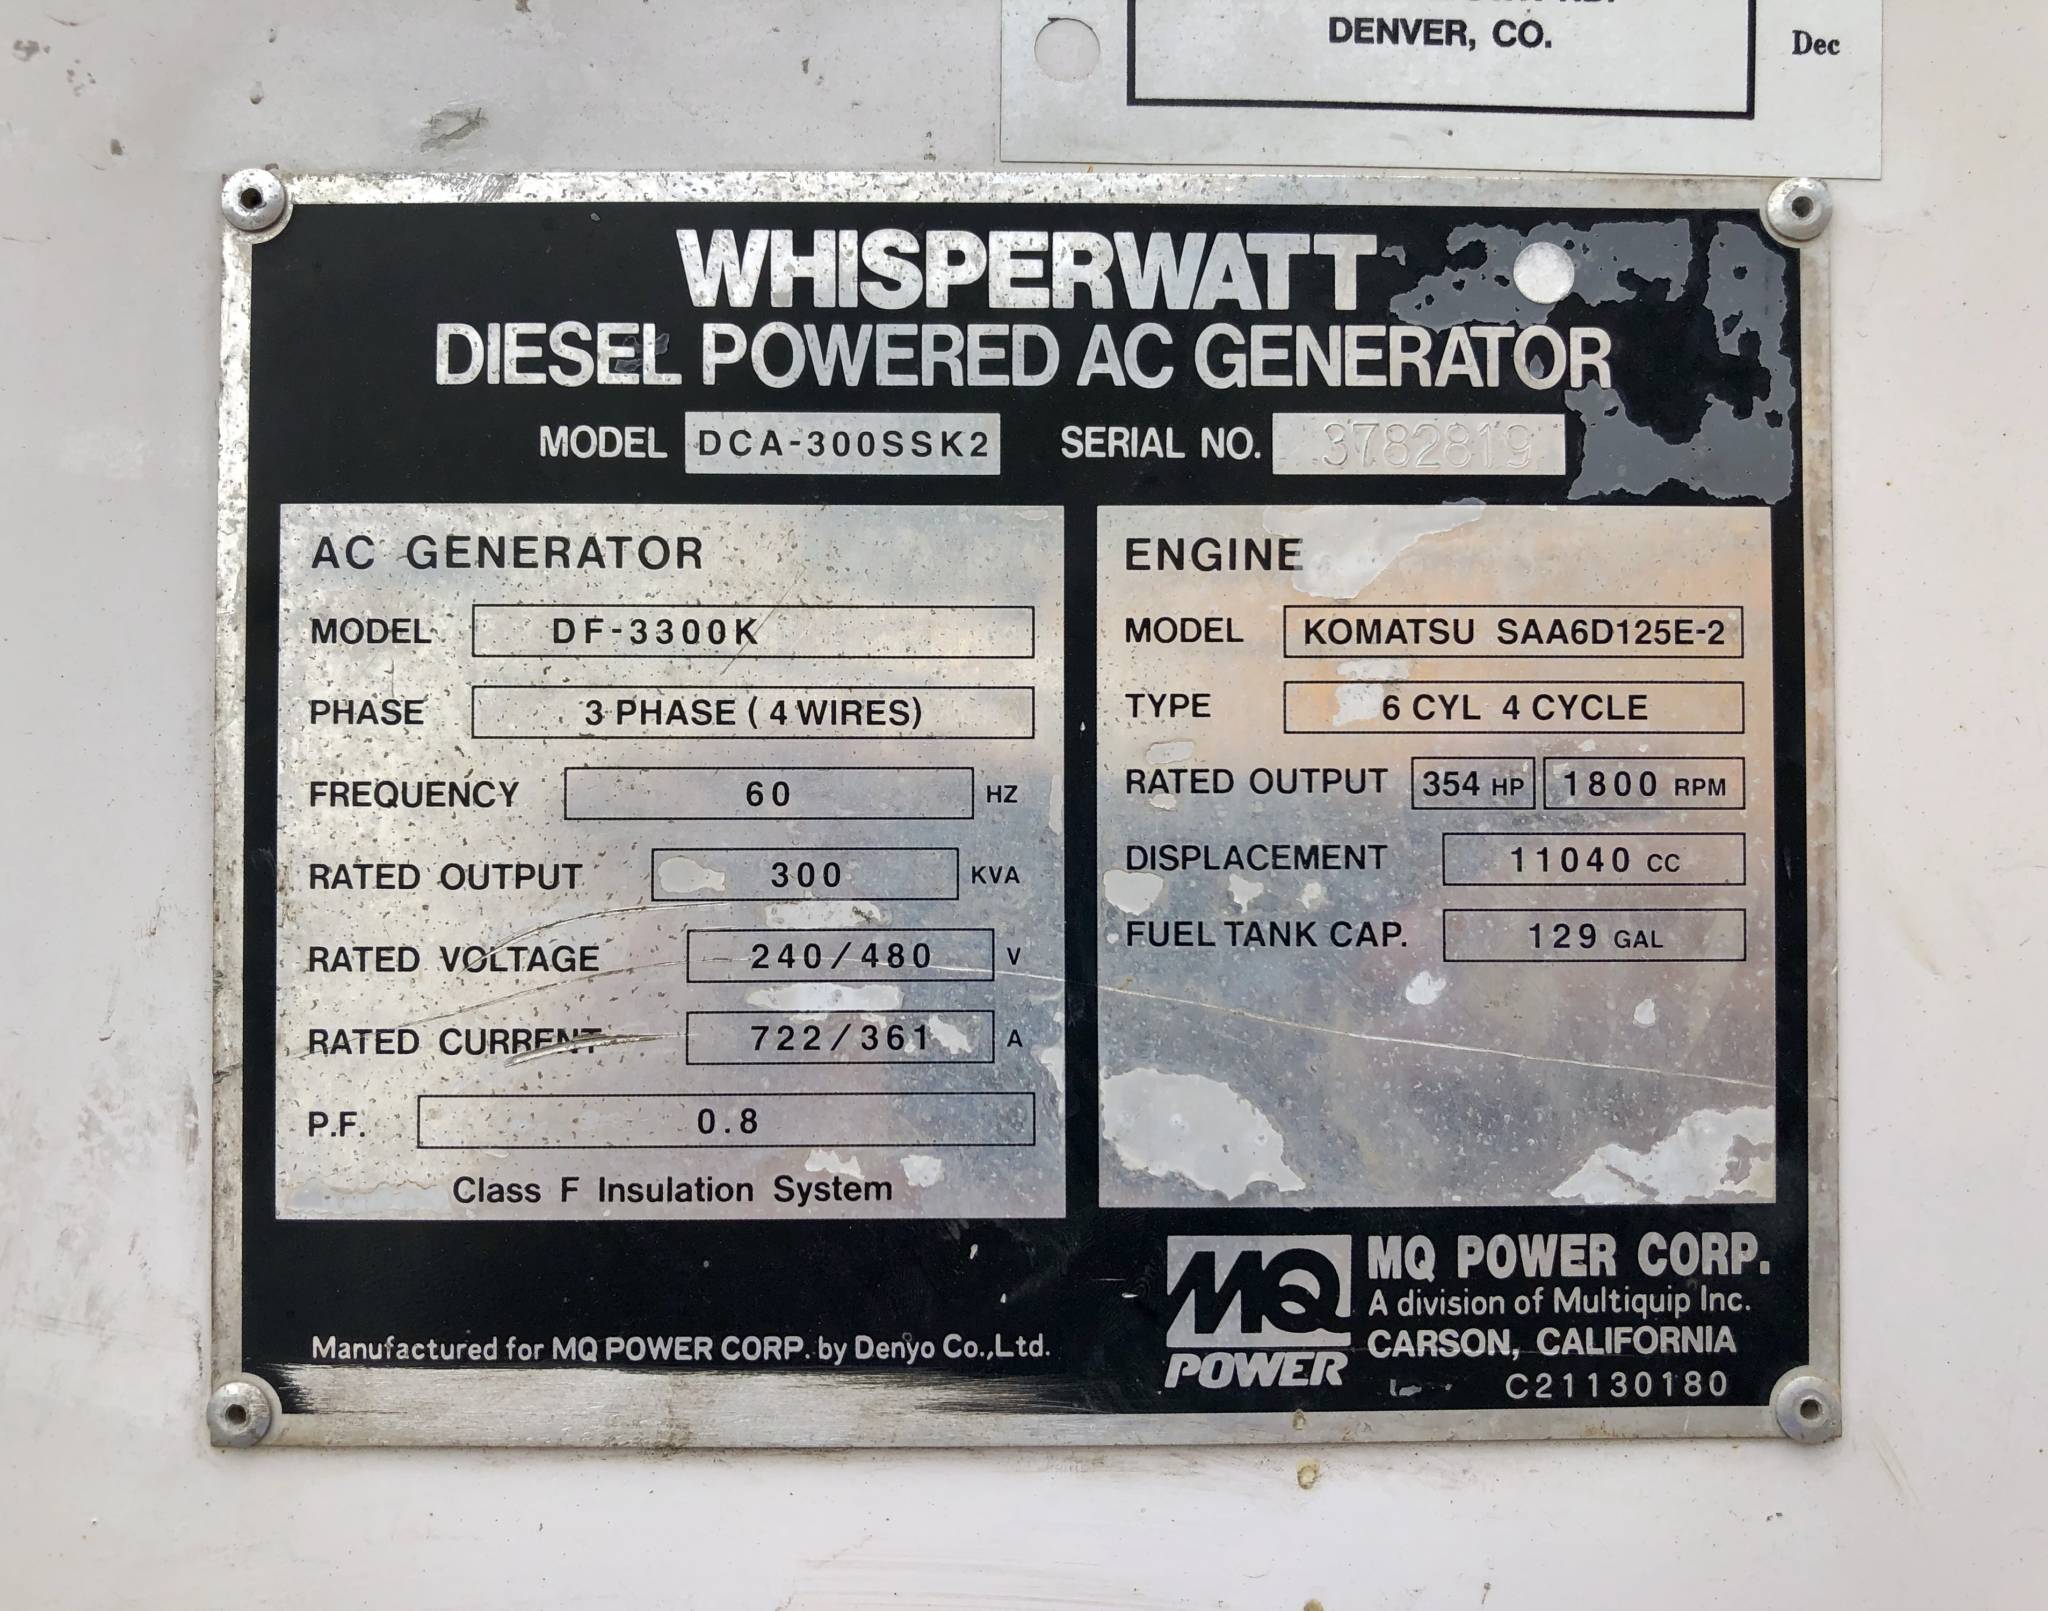 DENVER, CO.
Dec
WHISPERWATT
DIESEL POWERED AC GENERATOR
MODEL DCA-300SSK2 SERIAL NO. 3782819
AC GENERATOR
MODEL DF-3300K
PHASE 3 PHASE (4 WIRES)
FREQUENCY 60 HZ
RATED OUTPUT 300 KVA
RATED VOLTAGE 240/480 V
RATED CURRENT 722/361 A
P.F. 0.8
Class F Insulation System
ENGINE
MODEL KOMATSU SAA6D125E-2
TYPE 6 CYL 4 CYCLE
RATED OUTPUT 354 HP 1800 RPM
DISPLACEMENT 11040 CC
FUEL TANK CAP. 129 GAL
Manufactured for MQ POWER CORP. by Denyo Co.,Ltd.
MQ POWER
MQ POWER CORP.
A division of Multiquip Inc.
CARSON, CALIFORNIA
C21130180